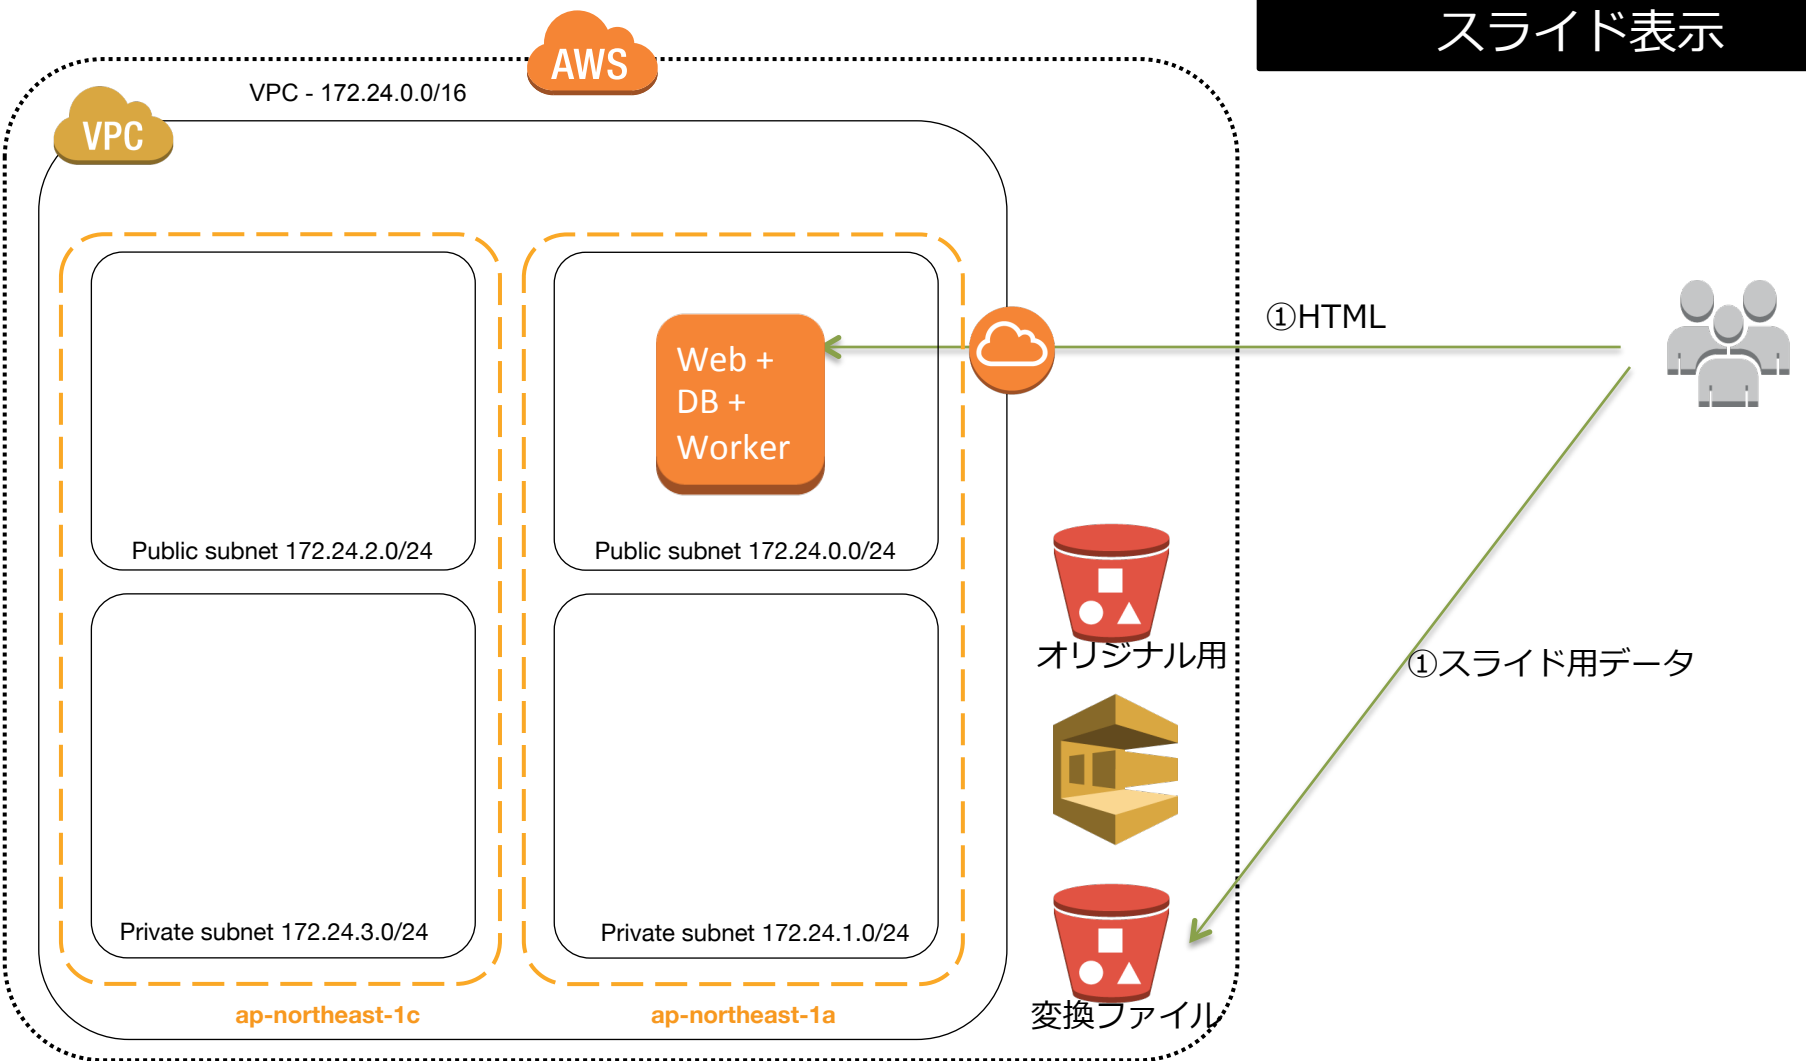 スライド表示
AWS
VPC - 172.24.0.0/16
VPC
①HTML
Web +
DB +
Worker
Public subnet 172.24.2.0/24
Public subnet 172.24.0.0/24
オリジナル用
①スライド用データ
Private subnet 172.24.3.0/24
Private subnet 172.24.1.0/24
変換ファイル
ap-northeast-1c
ap-northeast-1a